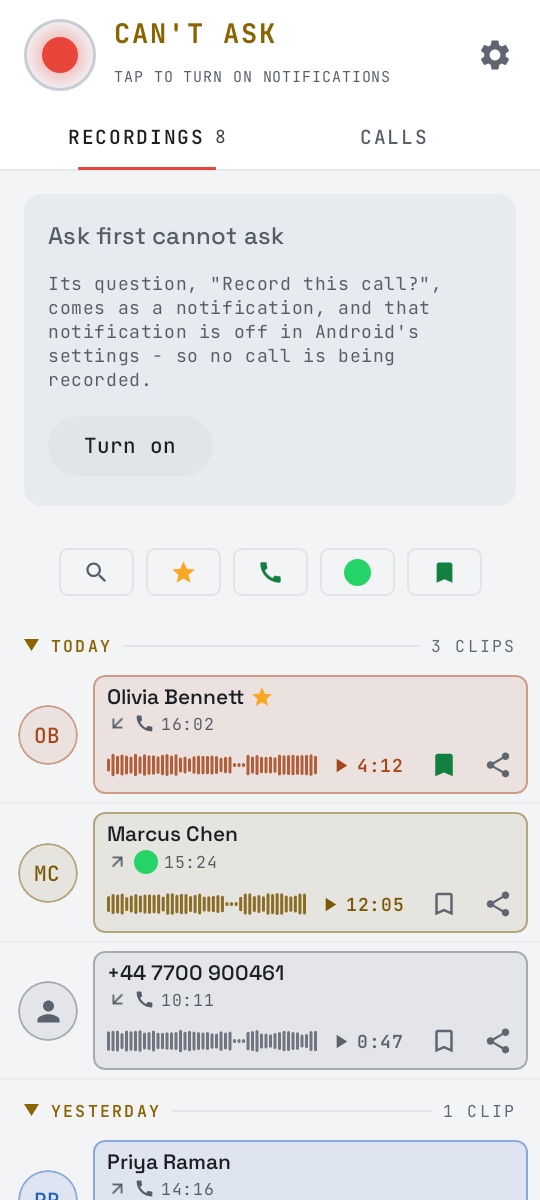 CAN'T ASK
TAP TO TURN ON NOTIFICATIONS
RECORDINGS 8
CALLS
Ask first cannot ask
Its question, "Record this call?",
comes as a notification, and that
notification is off in Android's
settings - so no call is being
recorded.
Turn on
TODAY
3 CLIPS
OB
Olivia Bennett
16:02
4:12
MC
Marcus Chen
15:24
12:05
+44 7700 900461
10:11
0:47
YESTERDAY
1 CLIP
PR
Priya Raman
14:16